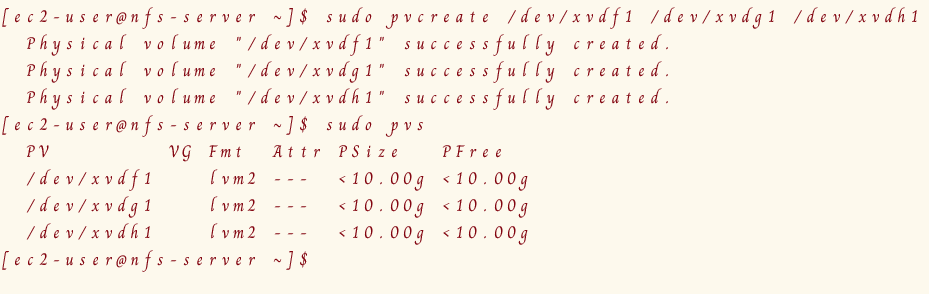 [ec2-user@nfs-server ~]$ sudo pvcreate /dev/xvdf1 /dev/xvdg1 /dev/xvdh1
  Physical volume "/dev/xvdf1" successfully created.
  Physical volume "/dev/xvdg1" successfully created.
  Physical volume "/dev/xvdh1" successfully created.
[ec2-user@nfs-server ~]$ sudo pvs
  PV         VG Fmt  Attr PSize   PFree
  /dev/xvdf1    lvm2 ---  <10.00g <10.00g
  /dev/xvdg1    lvm2 ---  <10.00g <10.00g
  /dev/xvdh1    lvm2 ---  <10.00g <10.00g
[ec2-user@nfs-server ~]$